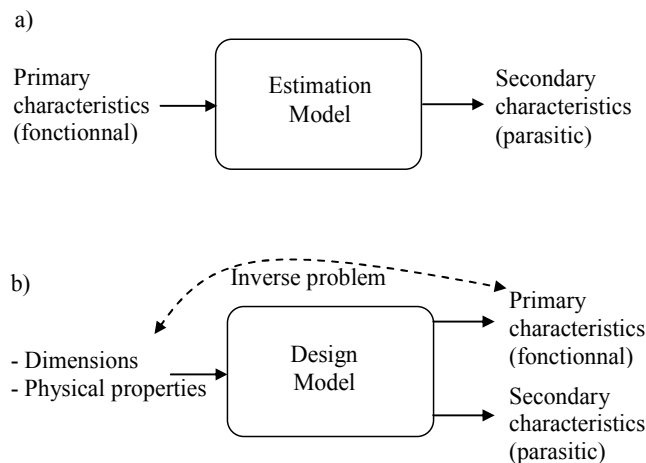 a)
Primary
characteristics
(fonctionnal)
Estimation
Model
Secondary
characteristics
(parasitic)
b)
Inverse problem
- Dimensions
- Physical properties
Design
Model
Primary
characteristics
(fonctionnal)
Secondary
characteristics
(parasitic)